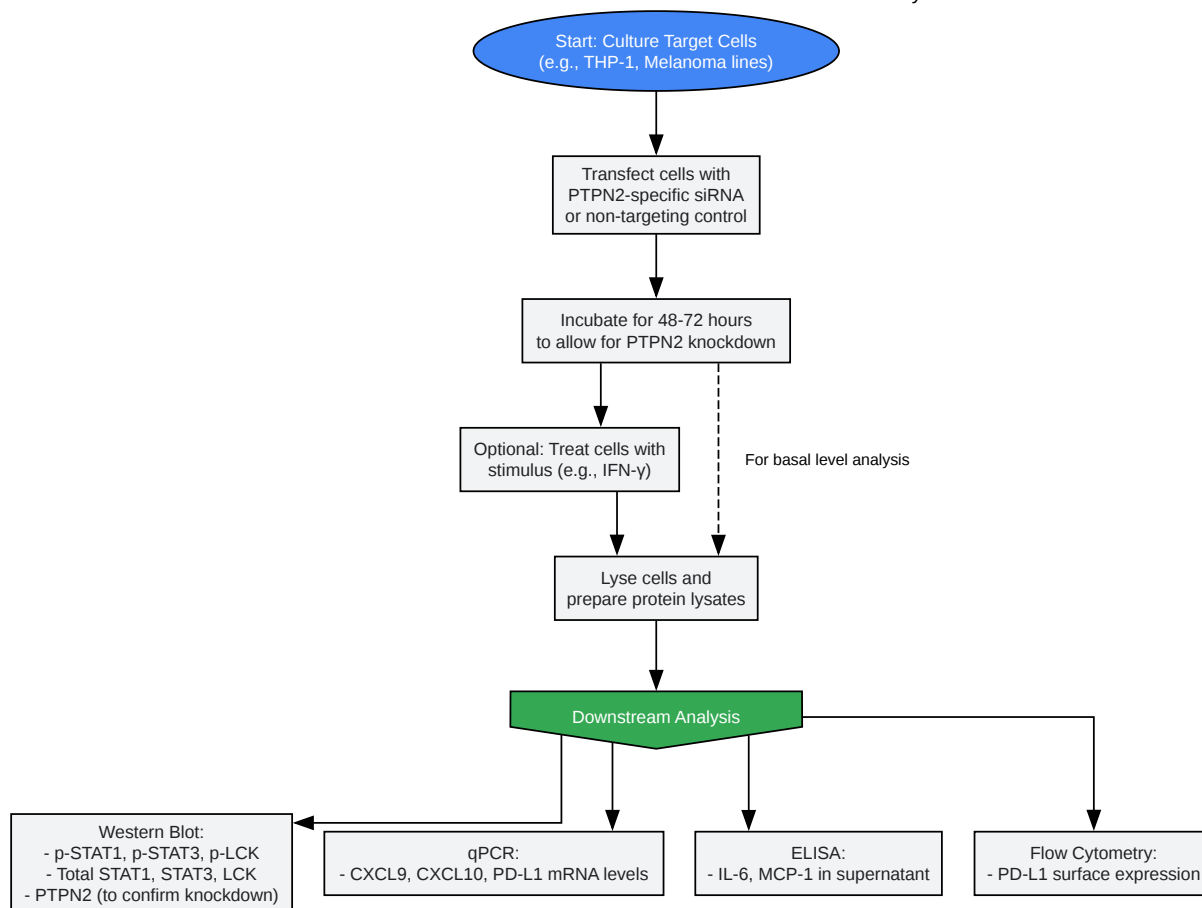 Start: Culture Target Cells
(e.g., THP-1, Melanoma lines)
Transfect cells with
PTPN2-specific siRNA
or non-targeting control
Incubate for 48-72 hours
to allow for PTPN2 knockdown
Optional: Treat cells with
stimulus (e.g., IFN-γ)
For basal level analysis
Lyse cells and
prepare protein lysates
Downstream Analysis
Western Blot:
- p-STAT1, p-STAT3, p-LCK
- Total STAT1, STAT3, LCK
- PTPN2 (to confirm knockdown)
qPCR:
- CXCL9, CXCL10, PD-L1 mRNA levels
ELISA:
- IL-6, MCP-1 in supernatant
Flow Cytometry:
- PD-L1 surface expression